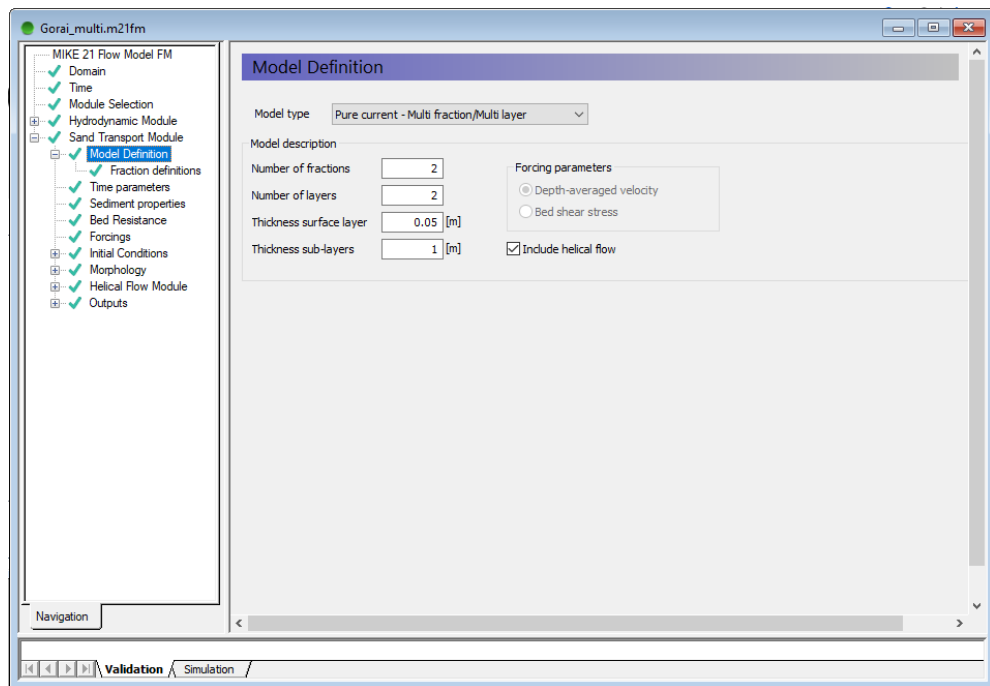 Gorai_multi.m21fm
MIKE 21 Flow Model FM
Domain
Time
Module Selection
Hydrodynamic Module
Sand Transport Module
Model Definition
Fraction definitions
Time parameters
Sediment properties
Bed Resistance
Forcings
Initial Conditions
Morphology
Helical Flow Module
Outputs
Navigation
Model Definition
Model type Pure current - Multi fraction/Multi layer
Model description
Number of fractions 2
Number of layers 2
Thickness surface layer 0.05 [m]
Thickness sub-layers 1 [m]
Forcing parameters
Depth-averaged velocity
Bed shear stress
Include helical flow
Validation Simulation